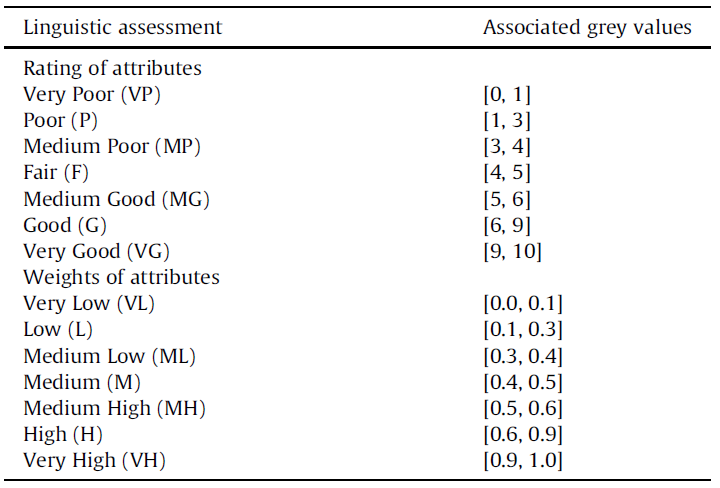 Linguistic assessment Associated grey values
Rating of attributes
Very Poor (VP) [0, 1]
Poor (P) [1, 3]
Medium Poor (MP) [3, 4]
Fair (F) [4, 5]
Medium Good (MG) [5, 6]
Good (G) [6, 9]
Very Good (VG) [9, 10]
Weights of attributes
Very Low (VL) [0.0, 0.1]
Low (L) [0.1, 0.3]
Medium Low (ML) [0.3, 0.4]
Medium (M) [0.4, 0.5]
Medium High (MH) [0.5, 0.6]
High (H) [0.6, 0.9]
Very High (VH) [0.9, 1.0]